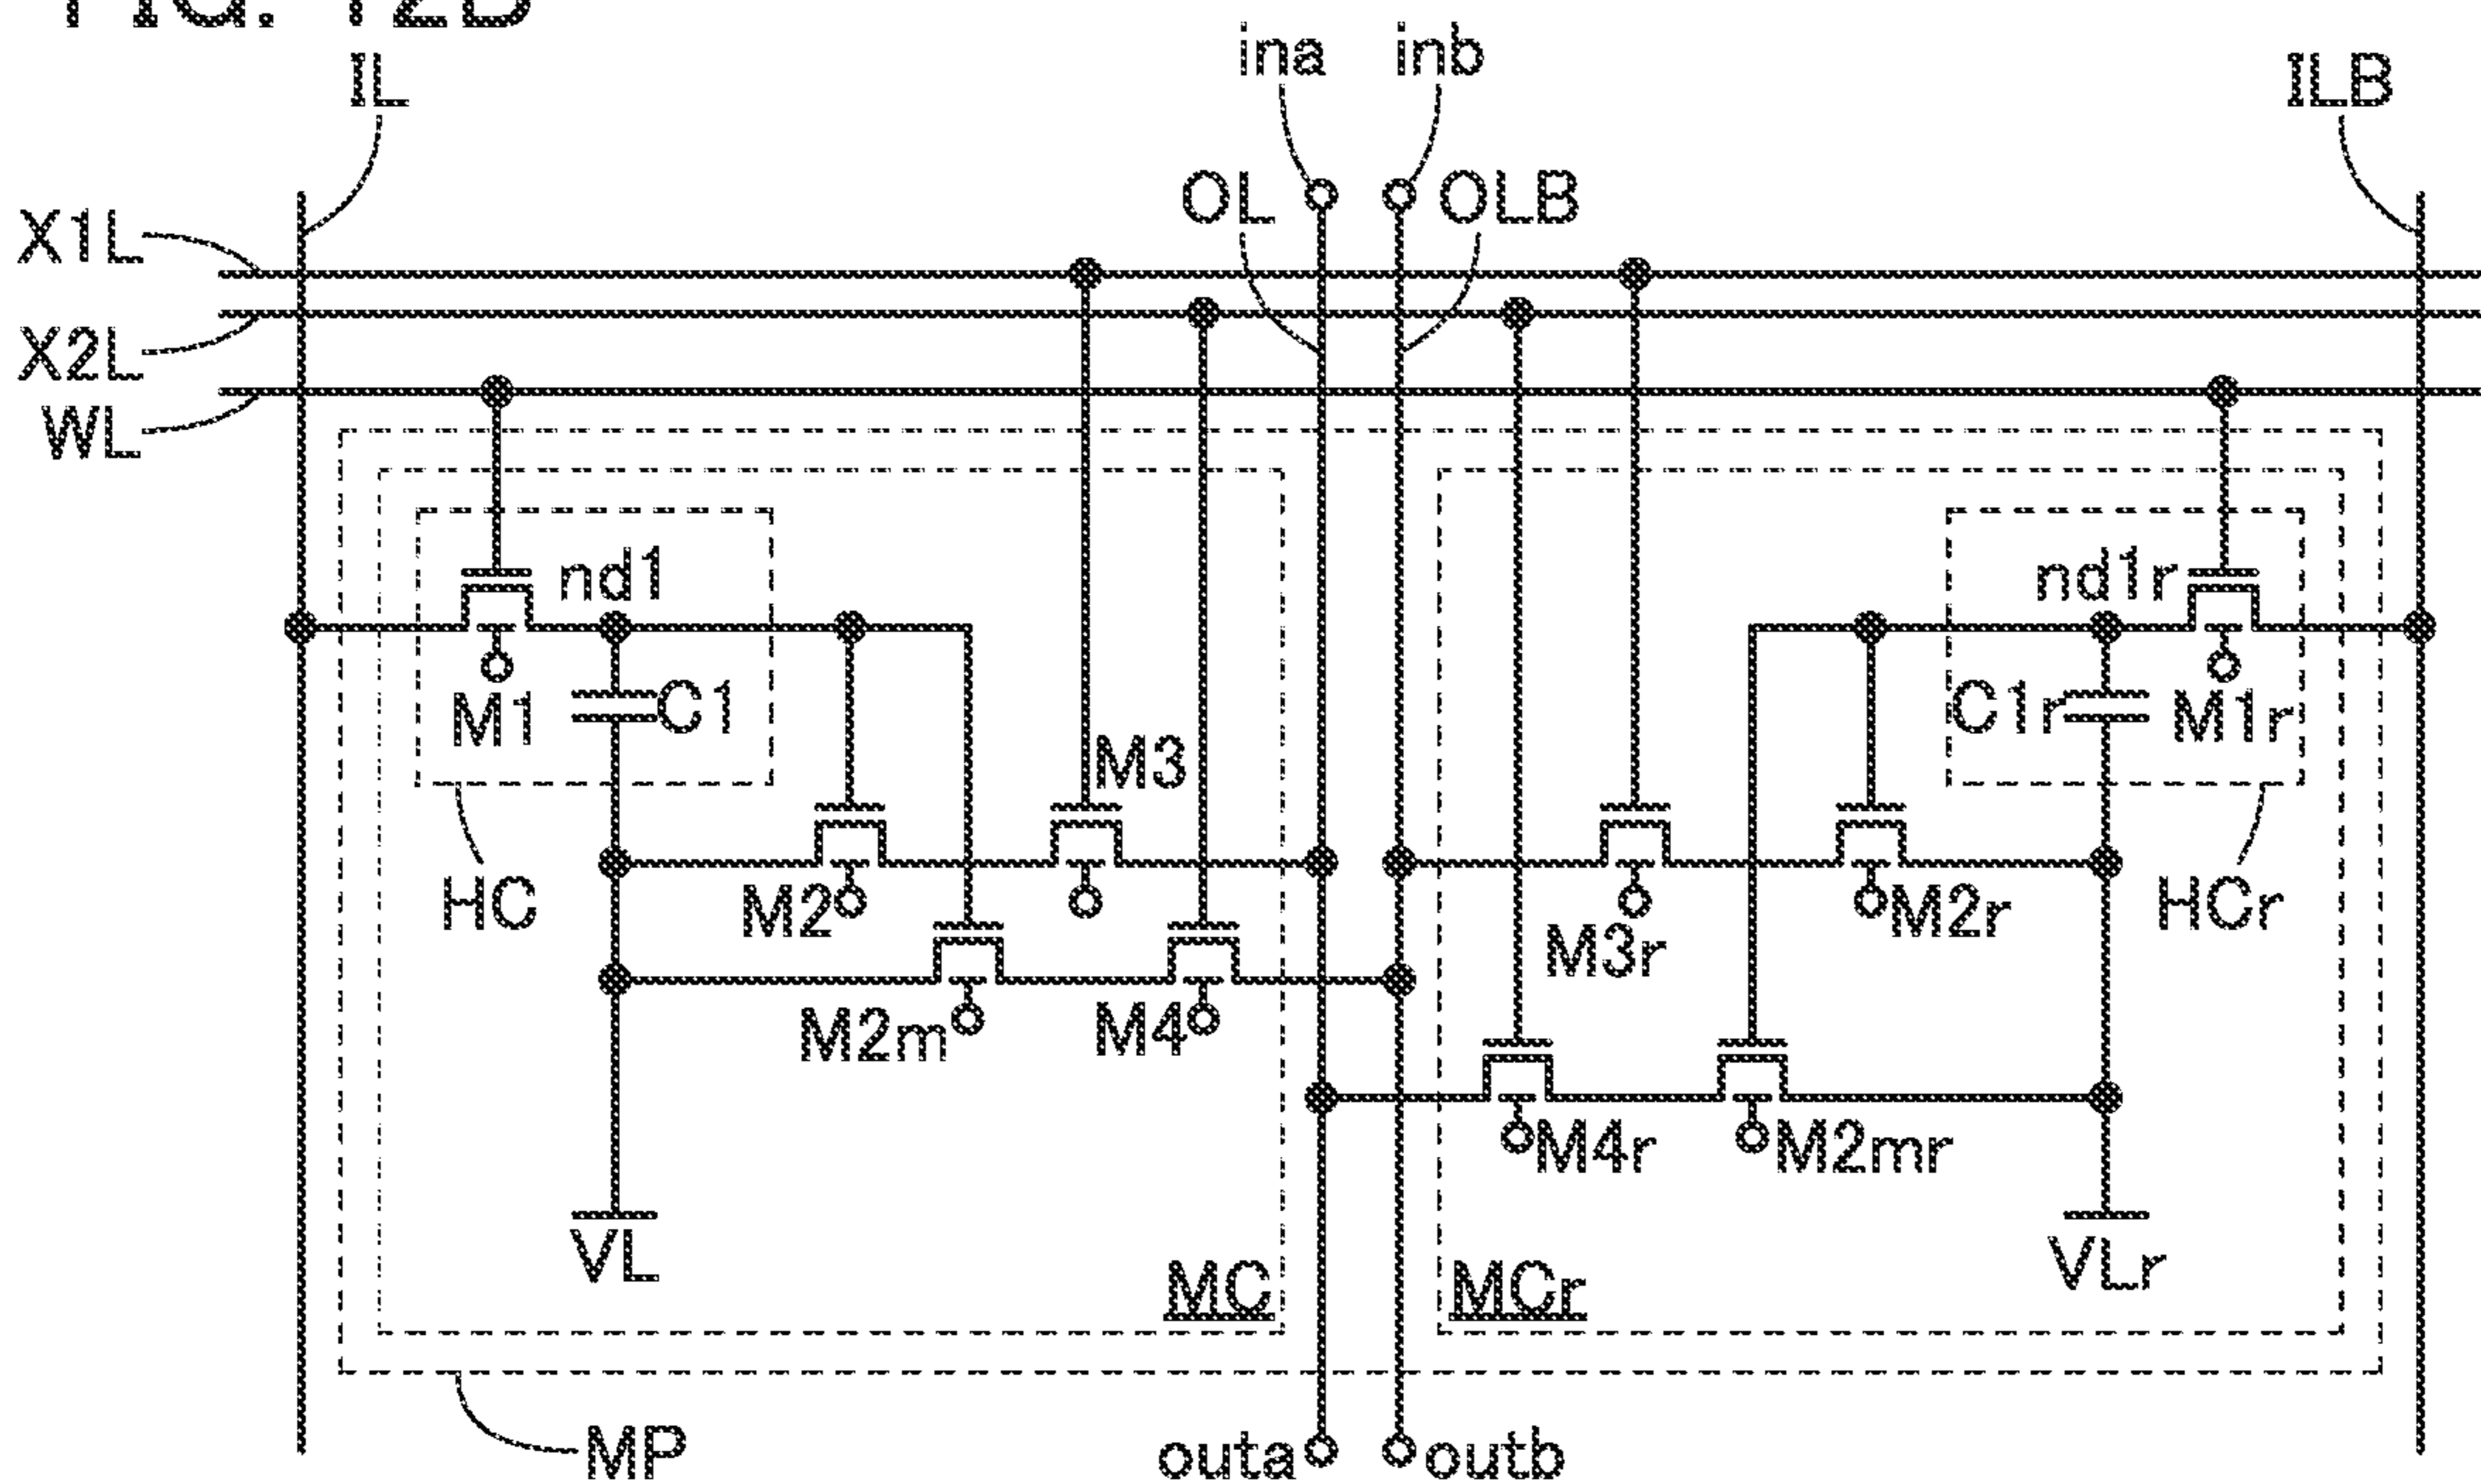 FIG. 12B
ina inb
IL ILB
OL OLB
X1L
X2L
WL
nd1 nd1r
M1 C1 C1r M1r
M3
HC M2 M2r HCr
M3r
M2m M4
M4r M2mr
VL VLr
MC MCr
MP outa outb